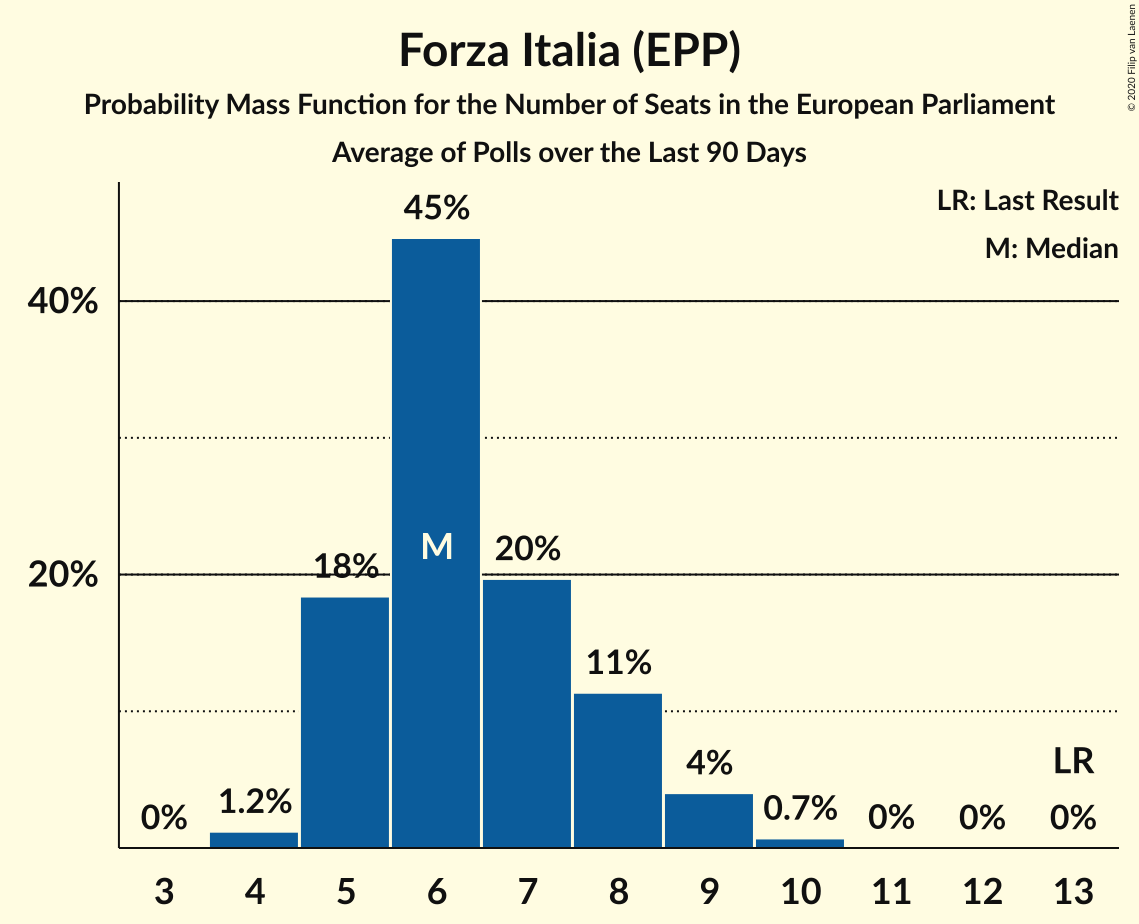 Forza Italia (EPP)
Probability Mass Function for the Number of Seats in the European Parliament
Average of Polls over the Last 90 Days
© 2020 Filip van Laenen
LR: Last Result
M: Median
40%
20%
0%
1.2%
18%
45%
M
20%
11%
4%
0.7%
0%
0%
LR
0%
3 4 5 6 7 8 9 10 11 12 13